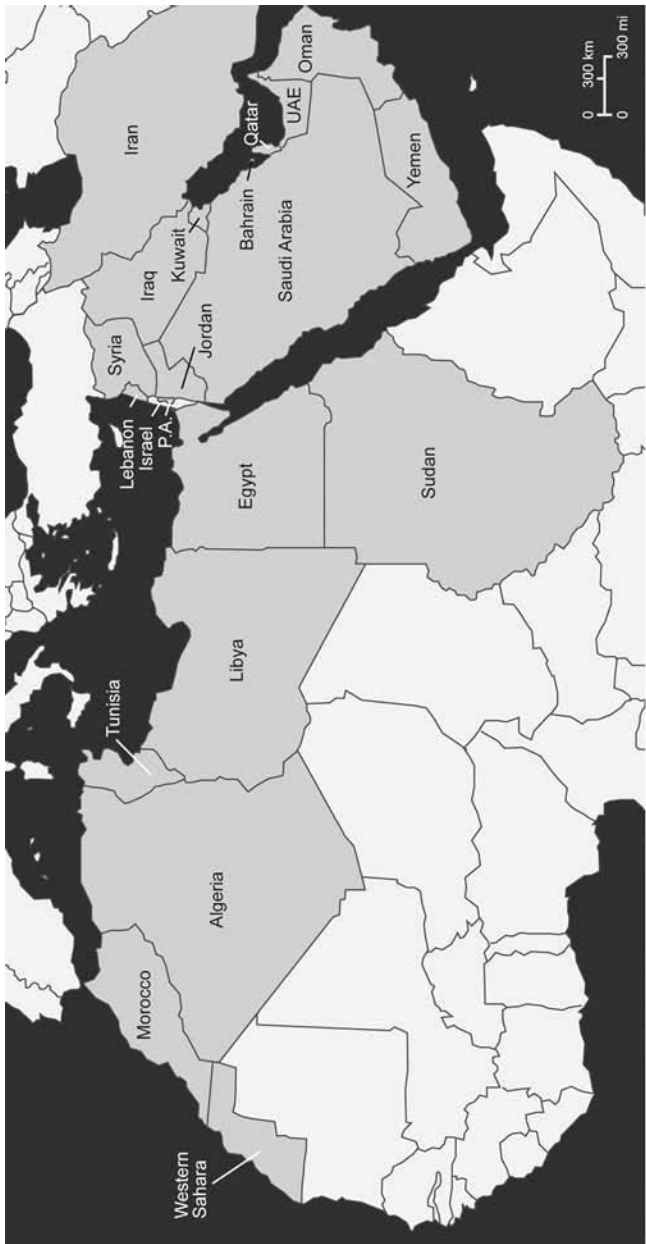 Western
Sahara
Morocco
Algeria
Tunisia
Libya
Egypt
Sudan
Lebanon
Israel
P.A.
Syria
Jordan
Iraq
Kuwait
Iran
Bahrain
Qatar
Saudi Arabia
UAE
Oman
Yemen
0 300 km
0 300 mi